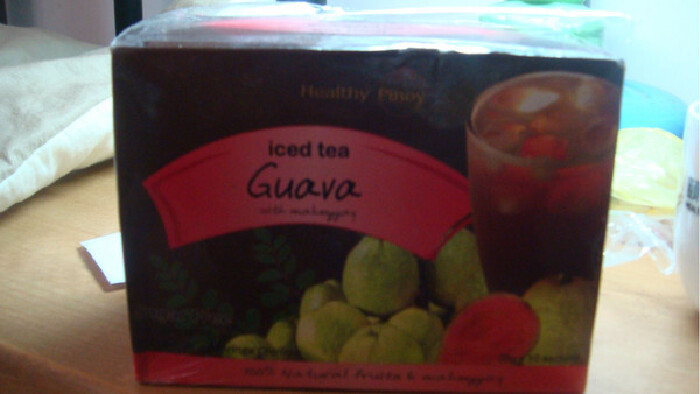 Healthy Pinoy
iced tea
Guava
with mahogany
100% Natural fruits & mahogany